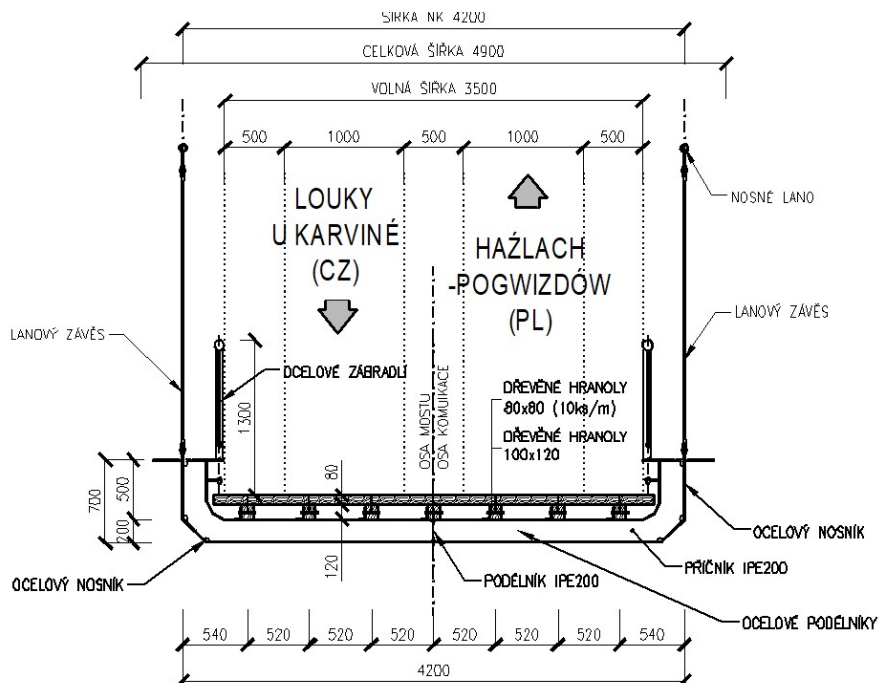 ŠÍŘKA NK 4200
CELKOVÁ ŠÍŘKA 4900
VOLNÁ ŠÍŘKA 3500
500 1000 500 1000 500
NOSNÉ LANO
LOUKY
U KARVINÉ
(CZ)
HAŹLACH
-POGWIZDÓW
(PL)
LANOVÝ ZÁVĚS
LANOVÝ ZÁVĚS
OCELOVÉ ZÁBRADLÍ
1300
OSA MOSTU
OSA KOMUIKACE
DŘEVĚNÉ HRANOLY
80x80 (10ks/m)
DŘEVĚNÉ HRANOLY
100x120
80
700
500
200
120
OCELOVÝ NOSNÍK
OCELOVÝ NOSNÍK
PODÉLNÍK IPE200
PŘÍČNÍK IPE200
OCELOVÉ PODÉLNÍKY
540 520 520 520 520 520 520 540
4200